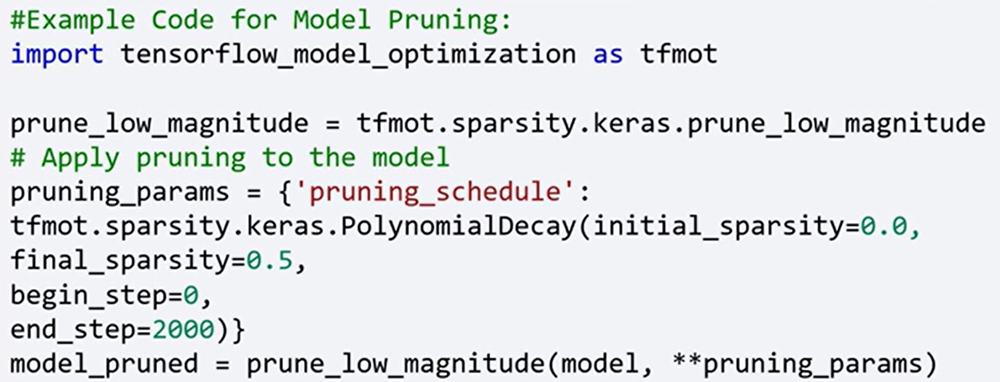 #Example Code for Model Pruning:
import tensorflow_model_optimization as tfmot
prune_low_magnitude = tfmot.sparsity.keras.prune_low_magnitude
# Apply pruning to the model
pruning_params = {'pruning_schedule':
tfmot.sparsity.keras.PolynomialDecay(initial_sparsity=0.0,
final_sparsity=0.5,
begin_step=0,
end_step=2000)}
model_pruned = prune_low_magnitude(model, **pruning_params)